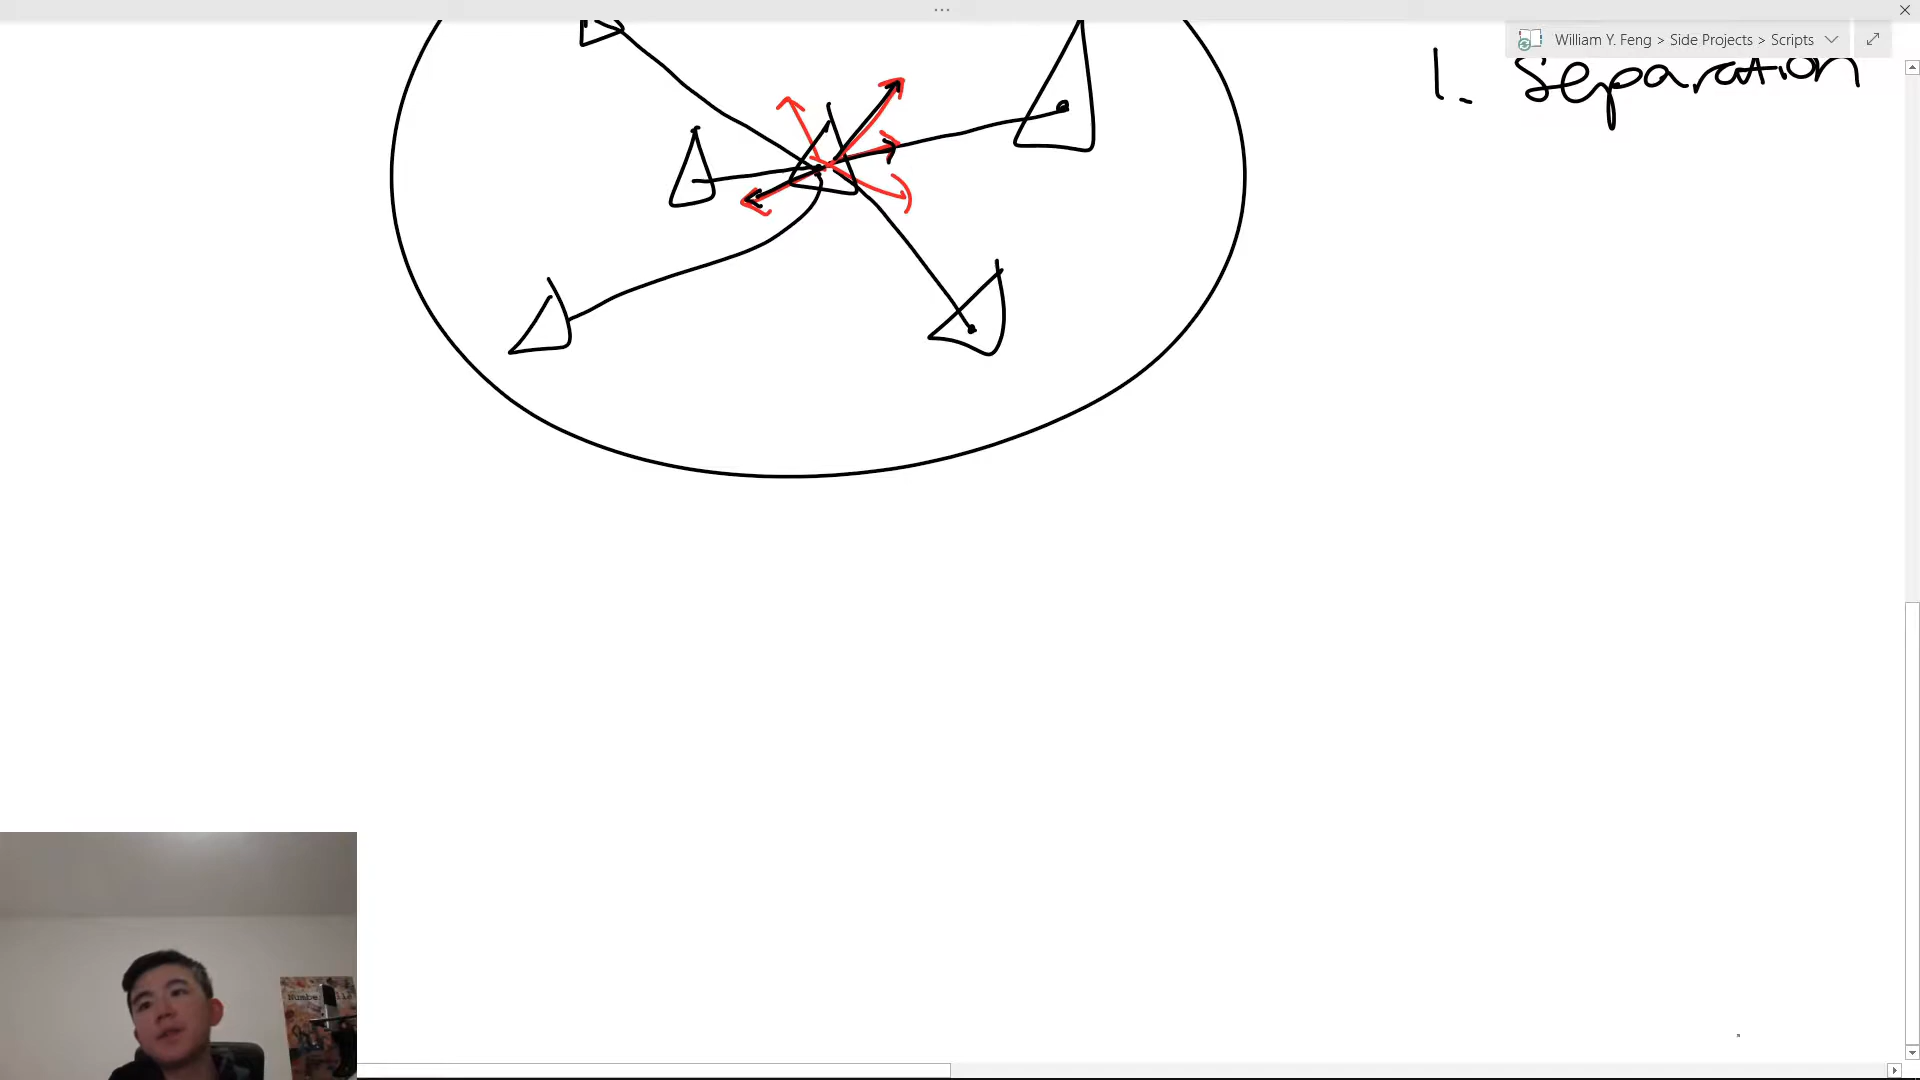 William Y. Feng > Side Projects > Scripts
1. Separation